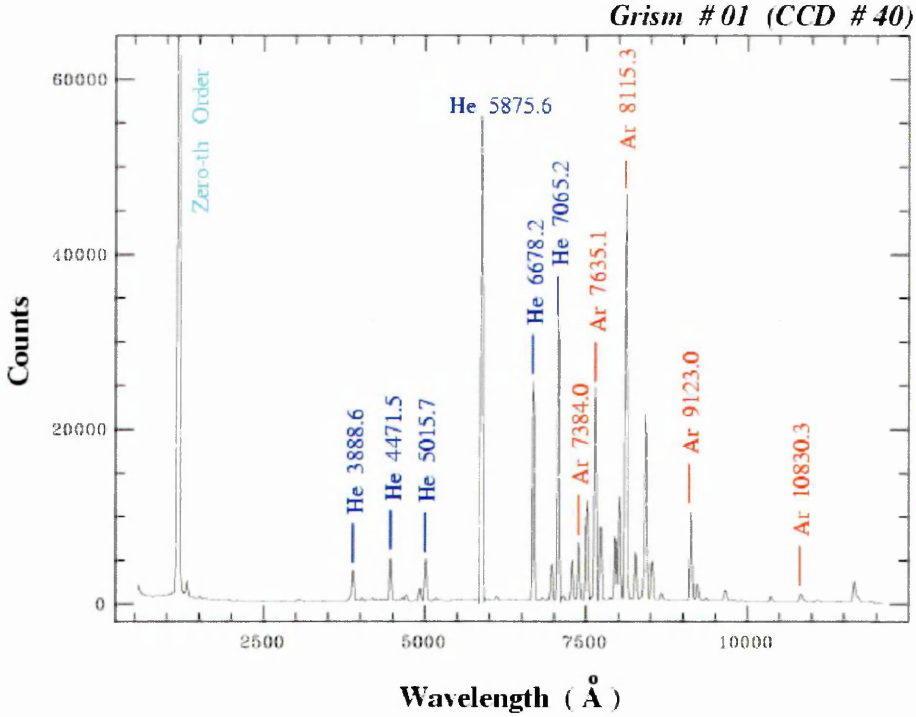 Grism #01 (CCD #40)
60000
40000
20000
0
Counts
Zero-th Order
He 3888.6
He 4471.5
He 5015.7
He 5875.6
He 6678.2
He 7065.2
Ar 7384.0
Ar 7635.1
Ar 8115.3
Ar 9123.0
Ar 10830.3
2500
5000
7500
10000
Wavelength (Å)